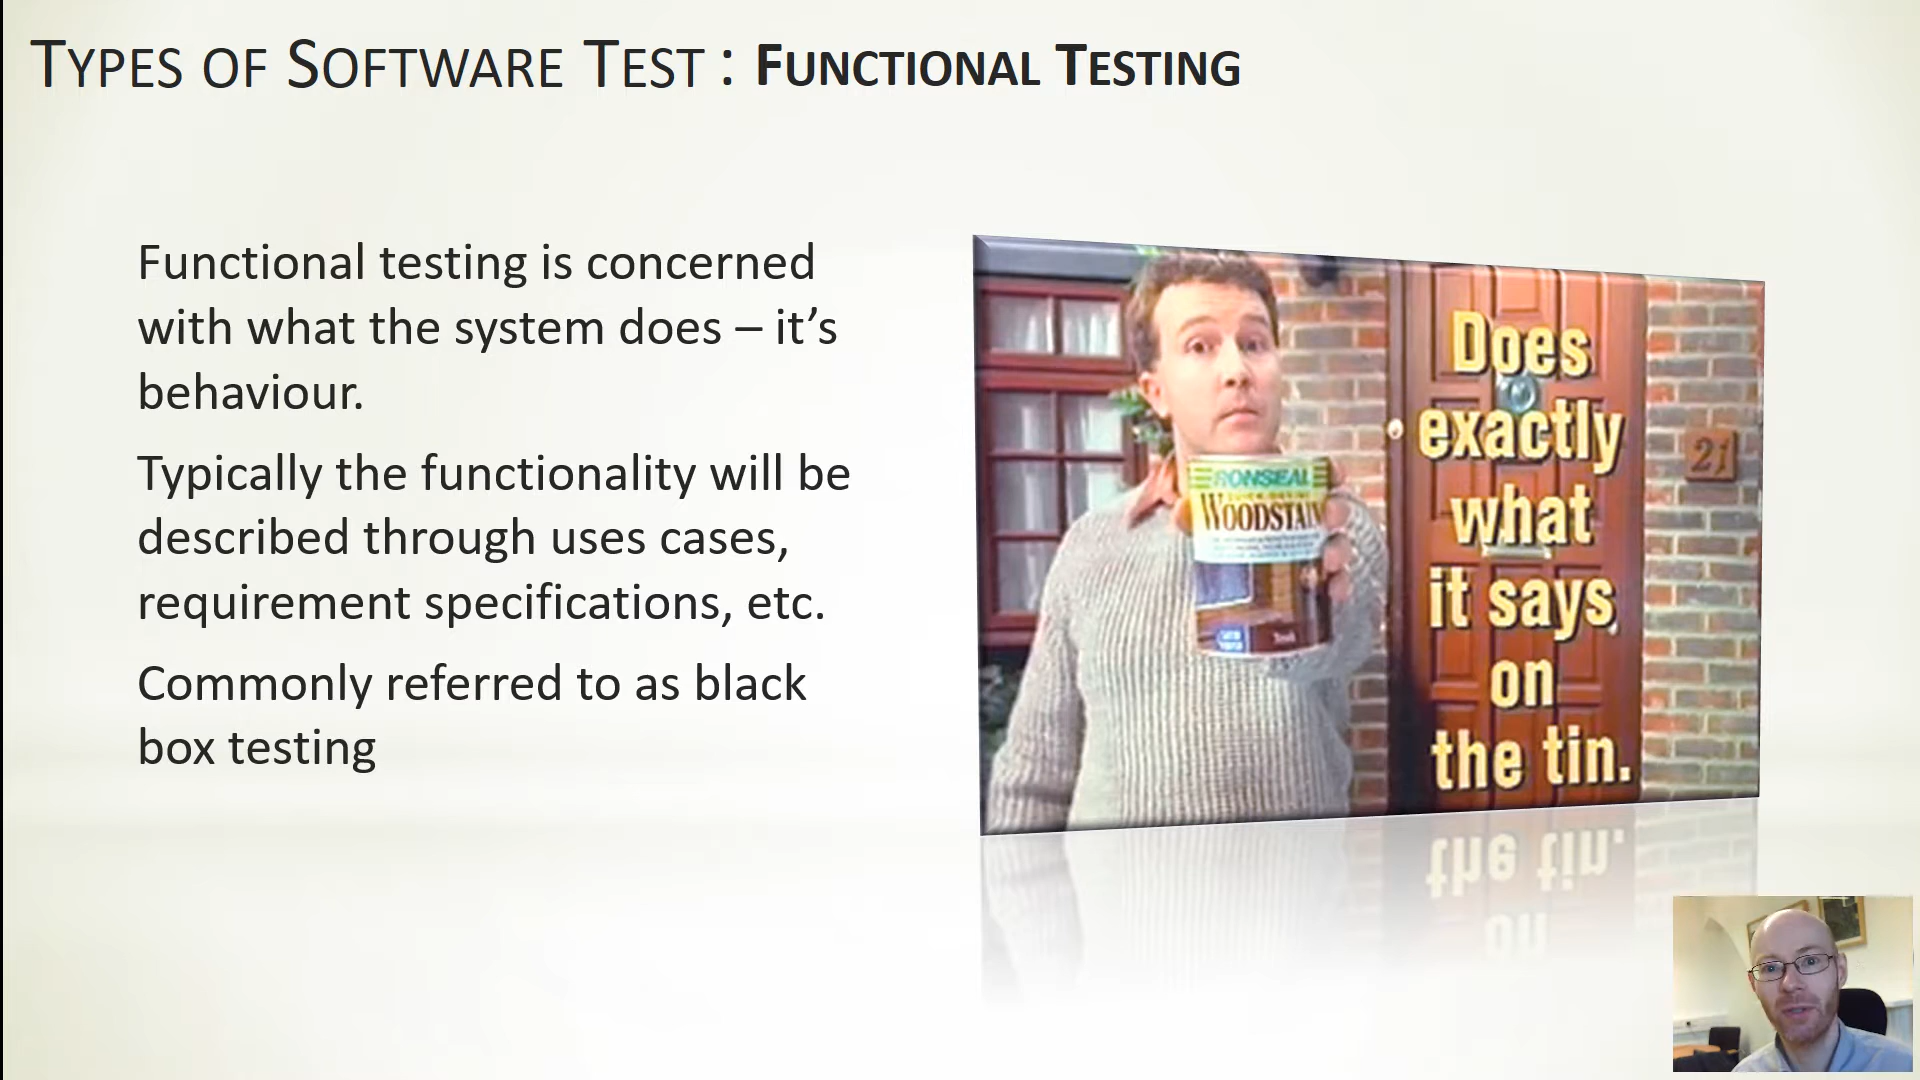 TYPES OF SOFTWARE TEST : FUNCTIONAL TESTING
Functional testing is concerned
with what the system does – it’s
behaviour.
Typically the functionality will be
described through uses cases,
requirement specifications, etc.
Commonly referred to as black
box testing
RONSEAL
WOODSTAIN
Does
exactly
what
it says
on
the tin.
21